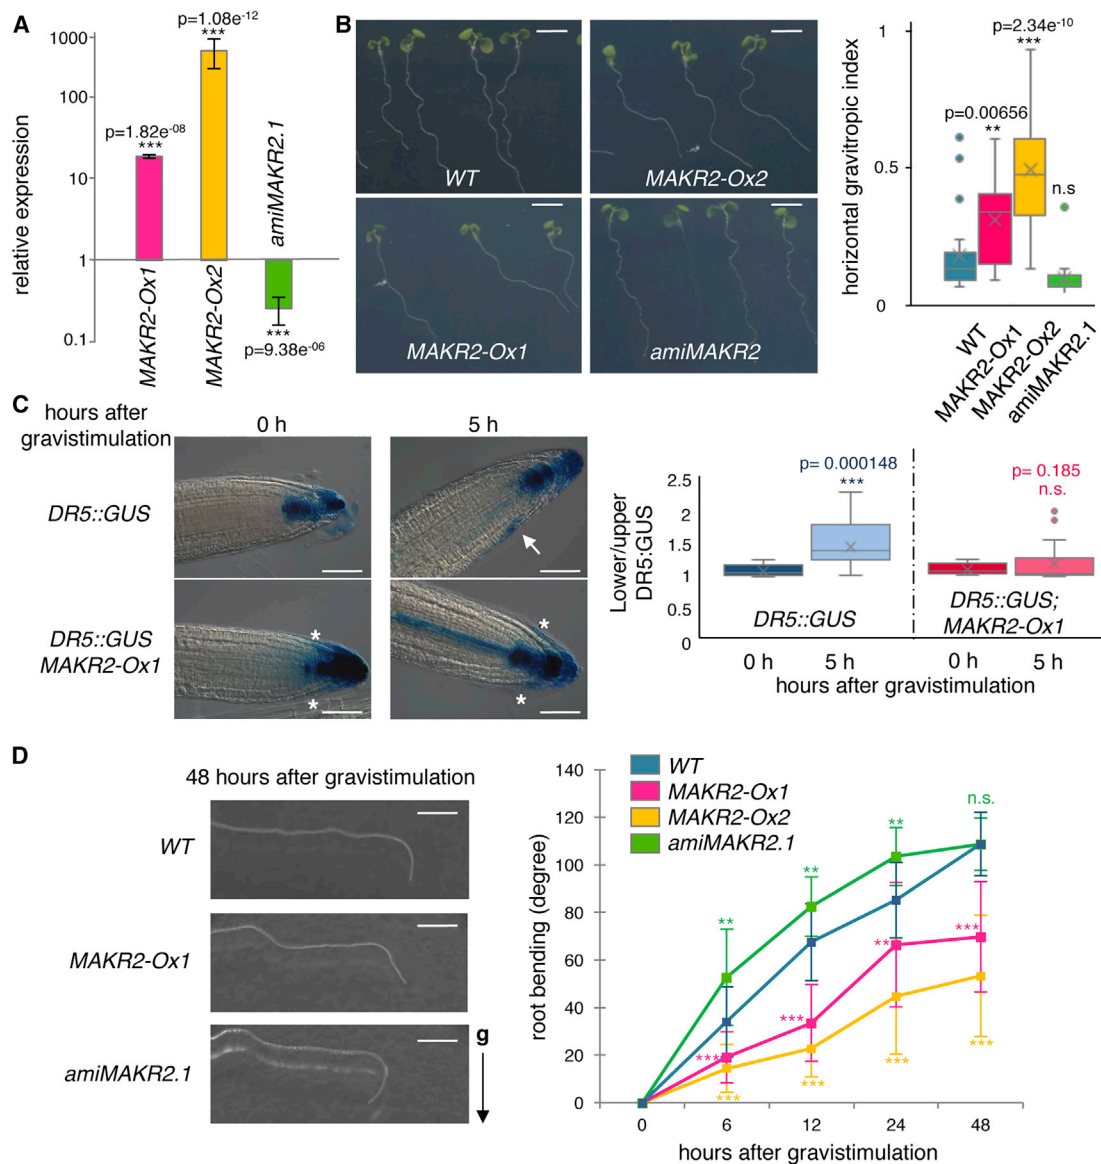 A
relative expression
1000
100
10
1
0.1
p=1.82e-08
***
p=1.08e-12
***
MAKR2-Ox1
MAKR2-Ox2
amiMAKR2.1
***
p=9.38e-06
B
WT
MAKR2-Ox2
MAKR2-Ox1
amiMAKR2
horizontal gravitropic index
1
0.5
0
p=0.00656
**
p=2.34e-10
***
n.s
WT
MAKR2-Ox1
MAKR2-Ox2
amiMAKR2.1
C
hours after
gravistimulation
0 h
5 h
DR5::GUS
DR5::GUS
MAKR2-Ox1
*
*
*
*
Lower/upper
DR5:GUS
2.5
2
1.5
1
0.5
0
p= 0.000148
***
p= 0.185
n.s.
DR5::GUS
DR5::GUS;
MAKR2-Ox1
0 h
5 h
0 h
5 h
hours after gravistimulation
D
48 hours after gravistimulation
WT
MAKR2-Ox1
amiMAKR2.1
g
root bending (degree)
140
120
100
80
60
40
20
0
WT
MAKR2-Ox1
MAKR2-Ox2
amiMAKR2.1
**
**
**
n.s.
***
***
**
***
***
***
***
***
0
6
12
24
48
hours after gravistimulation